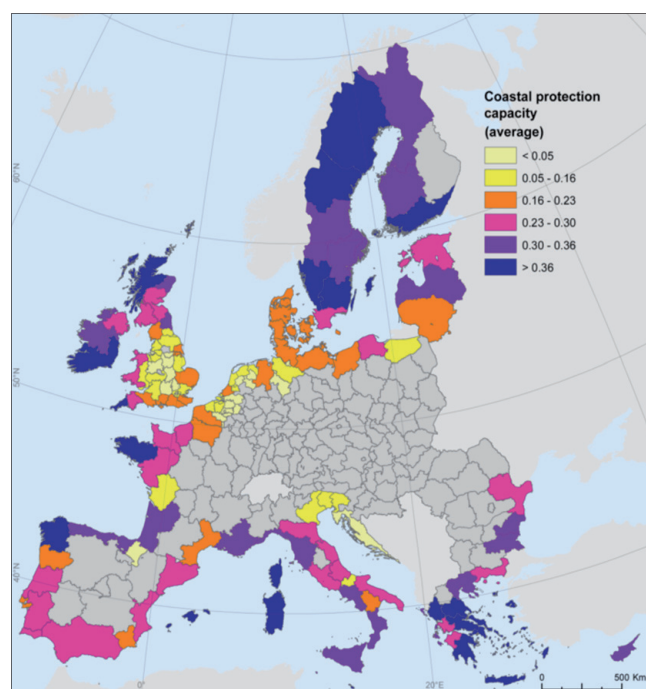 Coastal protection
capacity
(average)
< 0.05
0.05 - 0.16
0.16 - 0.23
0.23 - 0.30
0.30 - 0.36
> 0.36
60°N
50°N
40°N
0°
20°E
0
500 Km